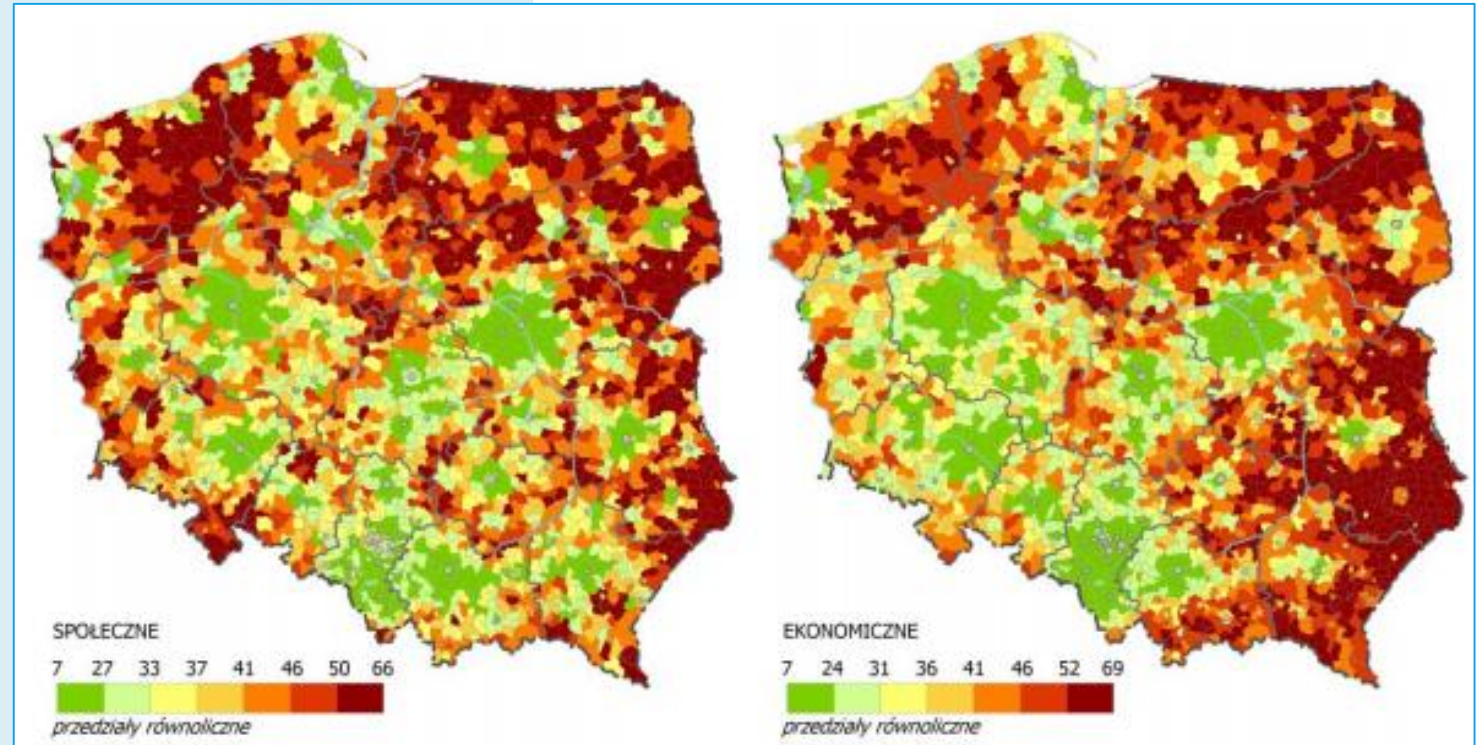 SPOŁECZNE
7 27 33 37 41 46 50 66
przedziały równoliczne
EKONOMICZNE
7 24 31 36 41 46 52 69
przedziały równoliczne